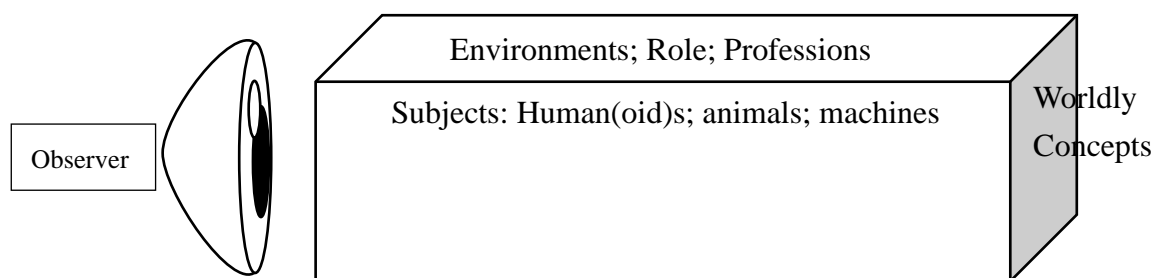 Environments; Role; Professions
Subjects: Human(oid)s; animals; machines
Worldly
Concepts
Observer